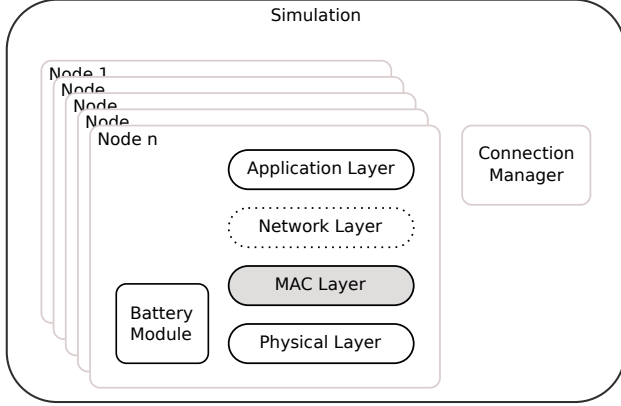 Simulation
Node 1
Node
Node
Node
Node n
Application Layer
Network Layer
MAC Layer
Physical Layer
Battery
Module
Connection
Manager